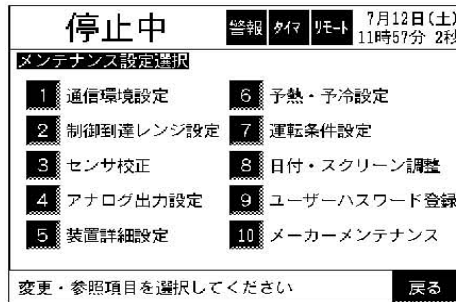 停止中 警報 タイマ リモート 7月12日(土)
11時57分 2秒
メンテナンス設定選択
1 通信環境設定
2 制御到達レンジ設定
3 センサ校正
4 アナログ出力設定
5 装置詳細設定
6 予熱・予冷設定
7 運転条件設定
8 日付・スクリーン調整
9 ユーザーパスワード登録
10 メーカーメンテナンス
変更・参照項目を選択してください 戻る